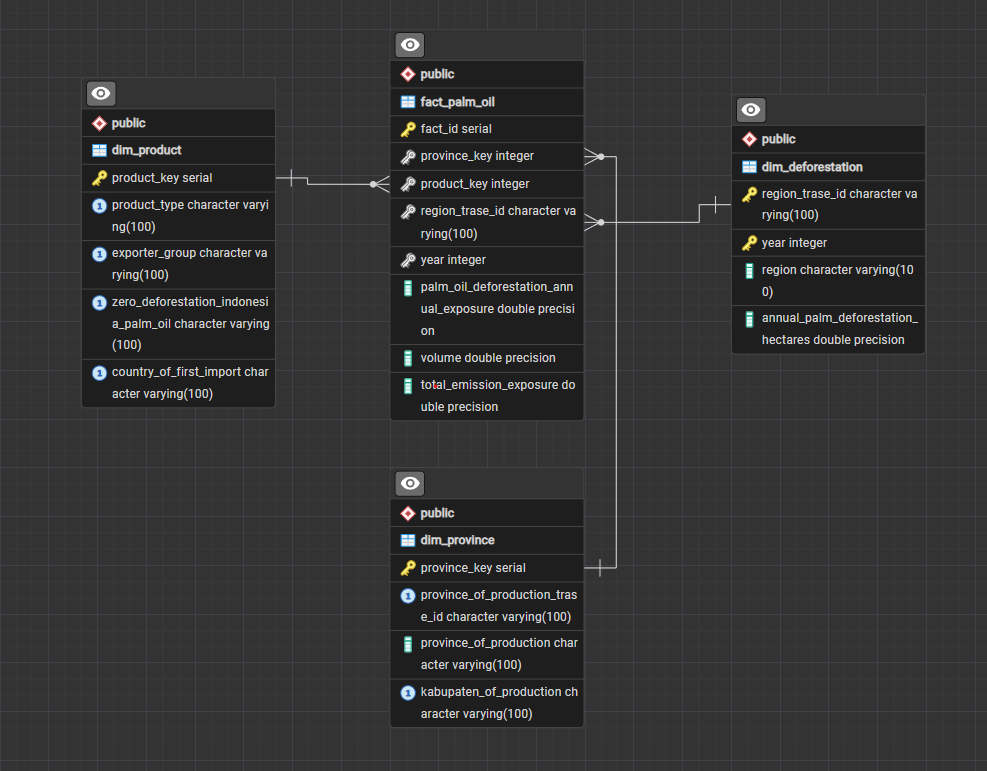 public
dim_product
product_key serial
product_type character varyi
ng(100)
exporter_group character va
rying(100)
zero_deforestation_indonesi
a_palm_oil character varying
(100)
country_of_first_import char
acter varying(100)
public
fact_palm_oil
fact_id serial
province_key integer
product_key integer
region_trase_id character va
rying(100)
year integer
palm_oil_deforestation_ann
ual_exposure double precisi
on
volume double precision
total_emission_exposure do
uble precision
public
dim_deforestation
region_trase_id character va
rying(100)
year integer
region character varying(10
0)
annual_palm_deforestation_
hectares double precision
public
dim_province
province_key serial
province_of_production_tras
e_id character varying(100)
province_of_production char
acter varying(100)
kabupaten_of_production ch
aracter varying(100)